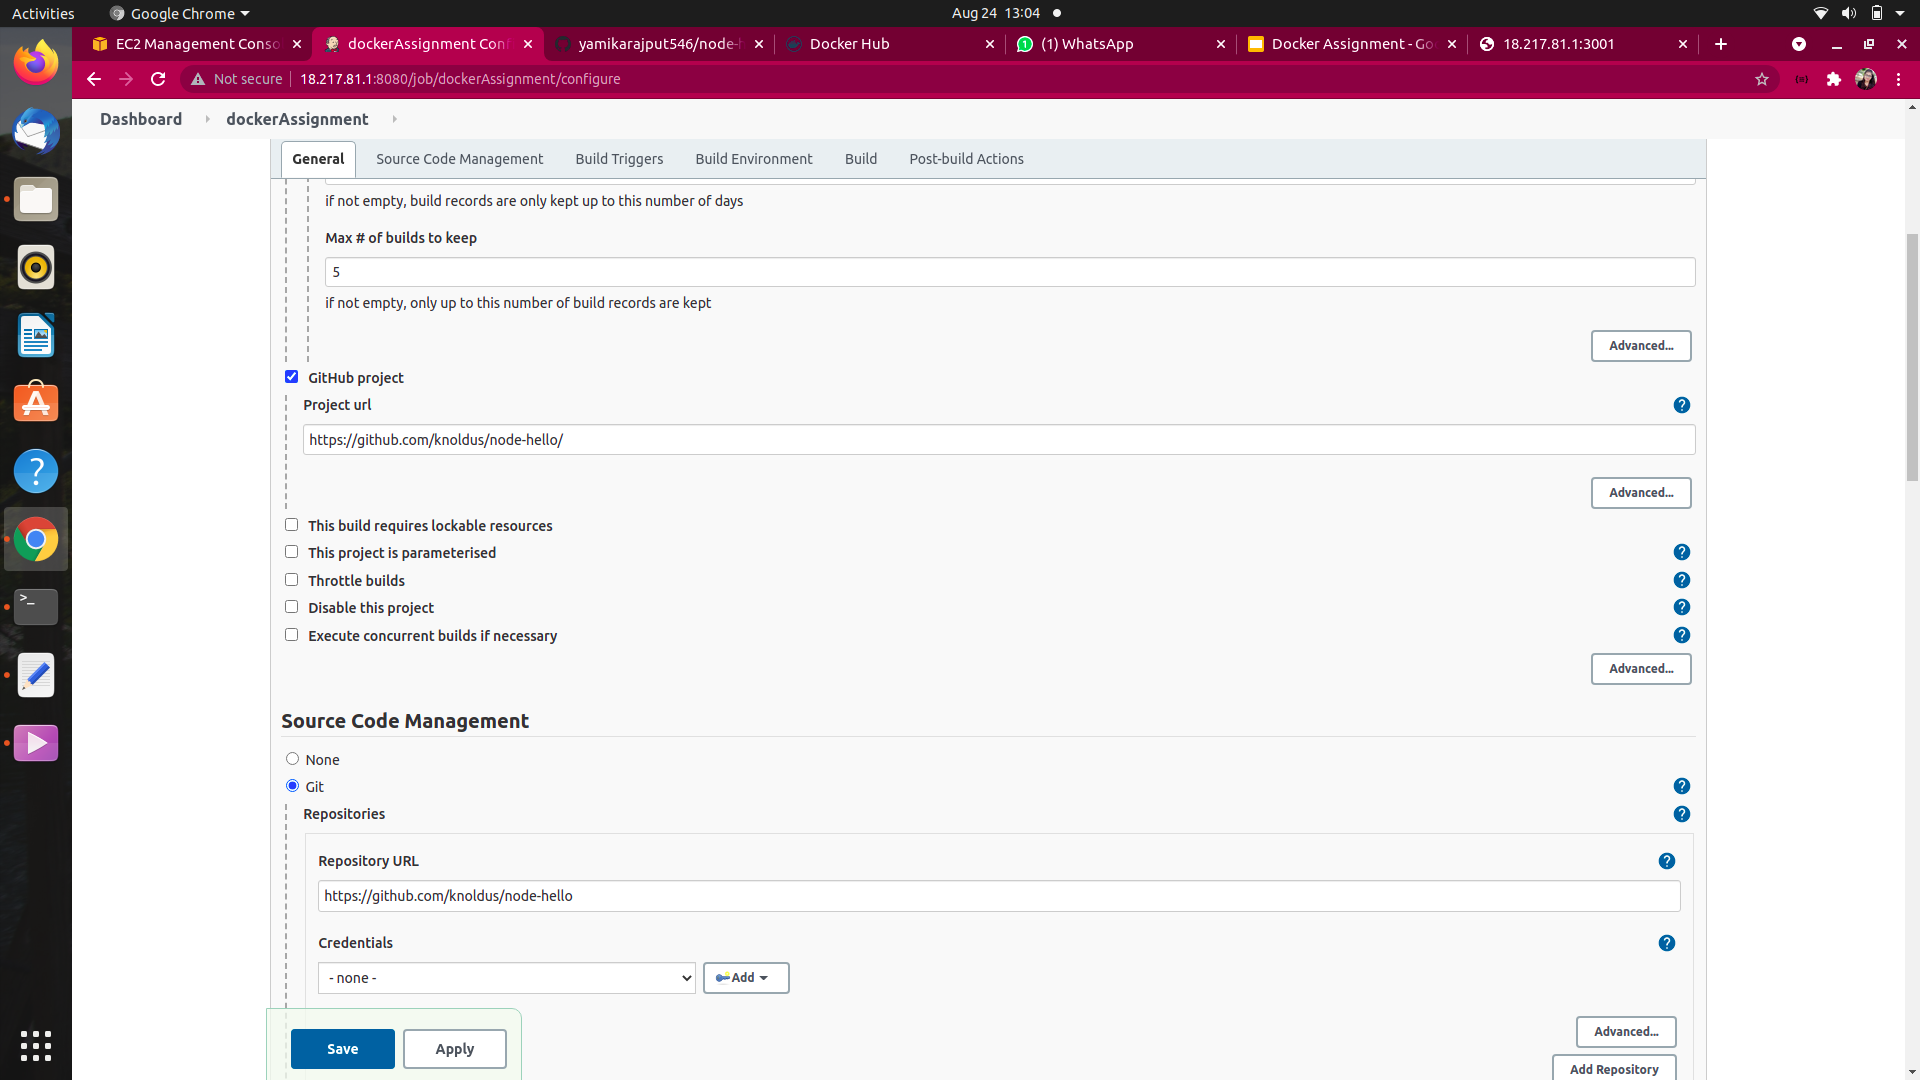 Activities
Google Chrome
Aug 24 13:04
EC2 Management Conso
dockerAssignment Conf
yamikarajput546/node-h
Docker Hub
(1) WhatsApp
Docker Assignment - Go
18.217.81.1:3001
Not secure
18.217.81.1:8080/job/dockerAssignment/configure
Dashboard
dockerAssignment
General
Source Code Management
Build Triggers
Build Environment
Build
Post-build Actions
if not empty, build records are only kept up to this number of days
Max # of builds to keep
5
if not empty, only up to this number of build records are kept
Advanced...
GitHub project
Project url
https://github.com/knoldus/node-hello/
Advanced...
This build requires lockable resources
This project is parameterised
Throttle builds
Disable this project
Execute concurrent builds if necessary
Advanced...
Source Code Management
None
Git
Repositories
Repository URL
https://github.com/knoldus/node-hello
Credentials
- none -
Add
Advanced...
Add Repository
Save
Apply